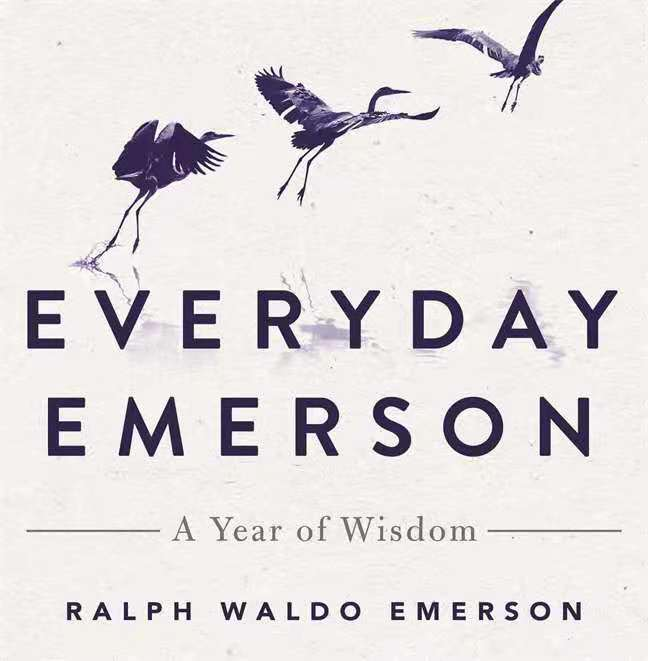 EVERYDAY
EMERSON
A Year of Wisdom
RALPH WALDO EMERSON